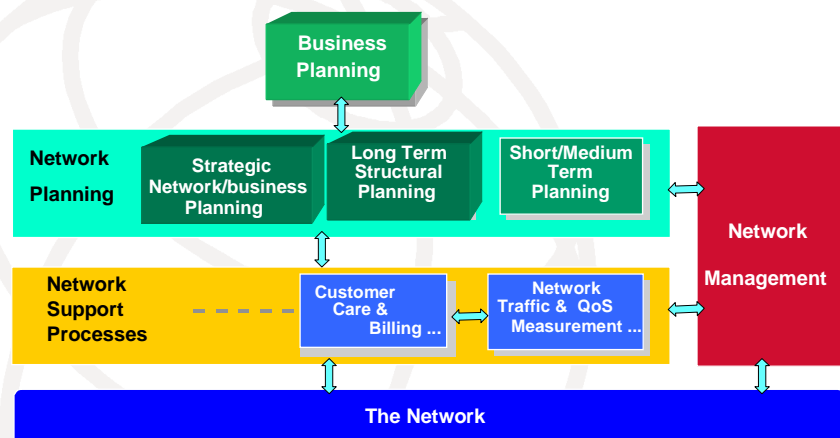 Business
Planning
Network
Planning
Strategic
Network/business
Planning
Long Term
Structural
Planning
Short/Medium
Term
Planning
Network
Management
Network
Support
Processes
Customer
Care &
Billing ...
Network
Traffic & QoS
Measurement ...
The Network